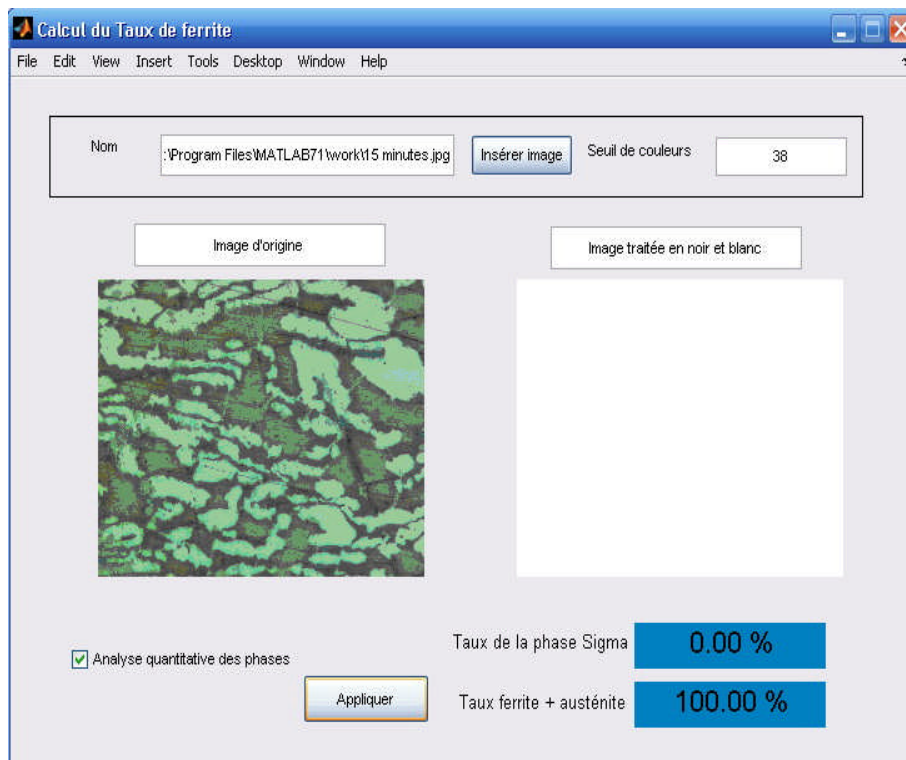 Calcul du Taux de ferrite
File Edit View Insert Tools Desktop Window Help
Nom
:\Program Files\MATLAB71\work\15 minutes.jpg
Insérer image
Seuil de couleurs
38
Image d'origine
Image traitée en noir et blanc
Taux de la phase Sigma
0.00 %
Analyse quantitative des phases
Appliquer
Taux ferrite + austénite
100.00 %